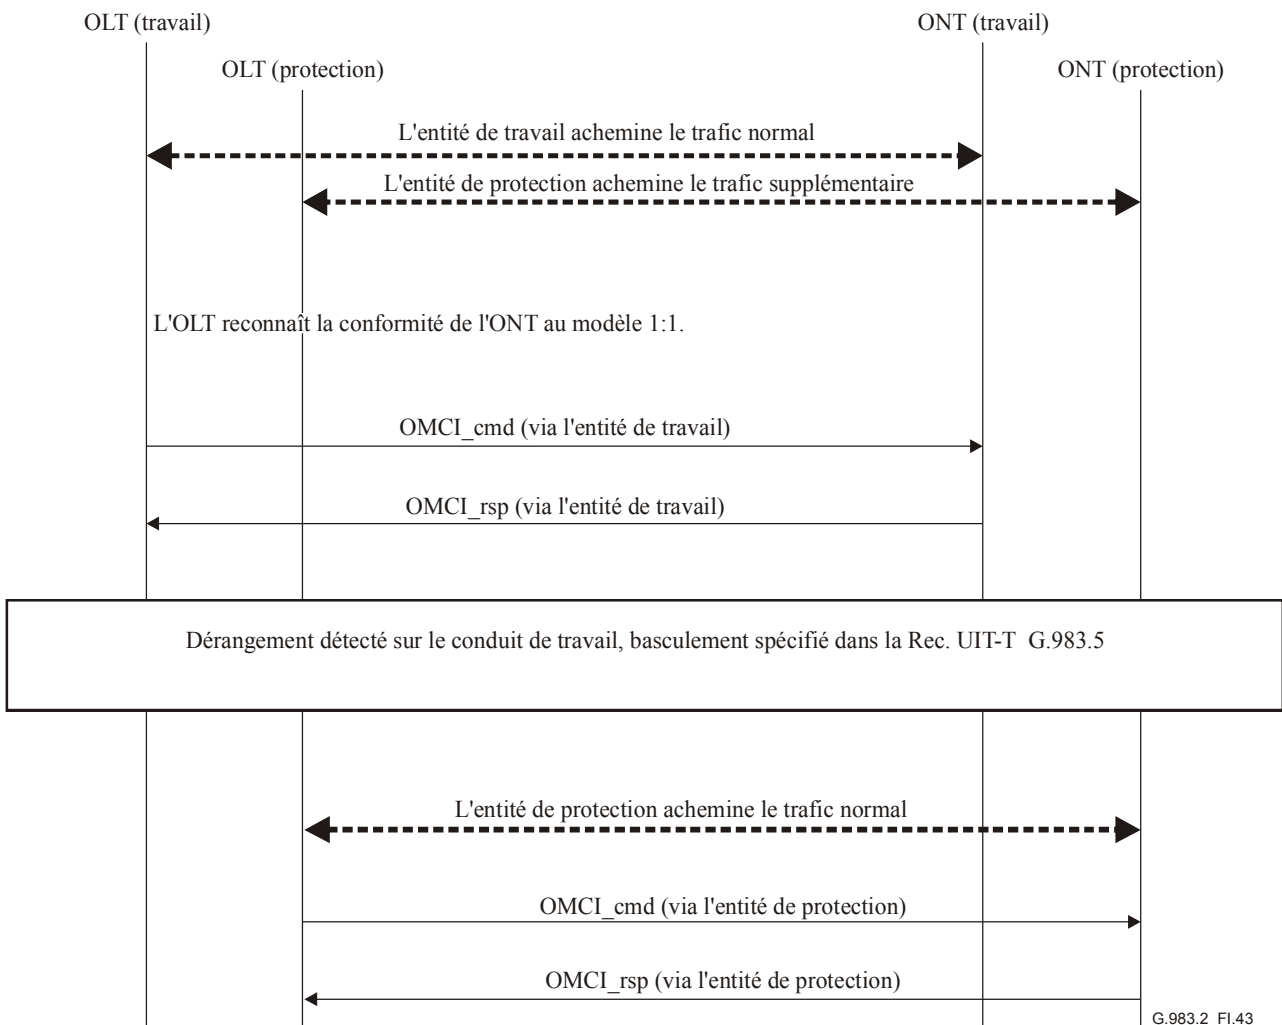 OLT (travail)
ONT (travail)
OLT (protection)
ONT (protection)
L'entité de travail achemine le trafic normal
L'entité de protection achemine le trafic supplémentaire
L'OLT reconnaît la conformité de l'ONT au modèle 1:1.
OMCI_cmd (via l'entité de travail)
OMCI_rsp (via l'entité de travail)
Dérangement détecté sur le conduit de travail, basculement spécifié dans la Rec. UIT-T G.983.5
L'entité de protection achemine le trafic normal
OMCI_cmd (via l'entité de protection)
OMCI_rsp (via l'entité de protection)
G.983.2_FI.43